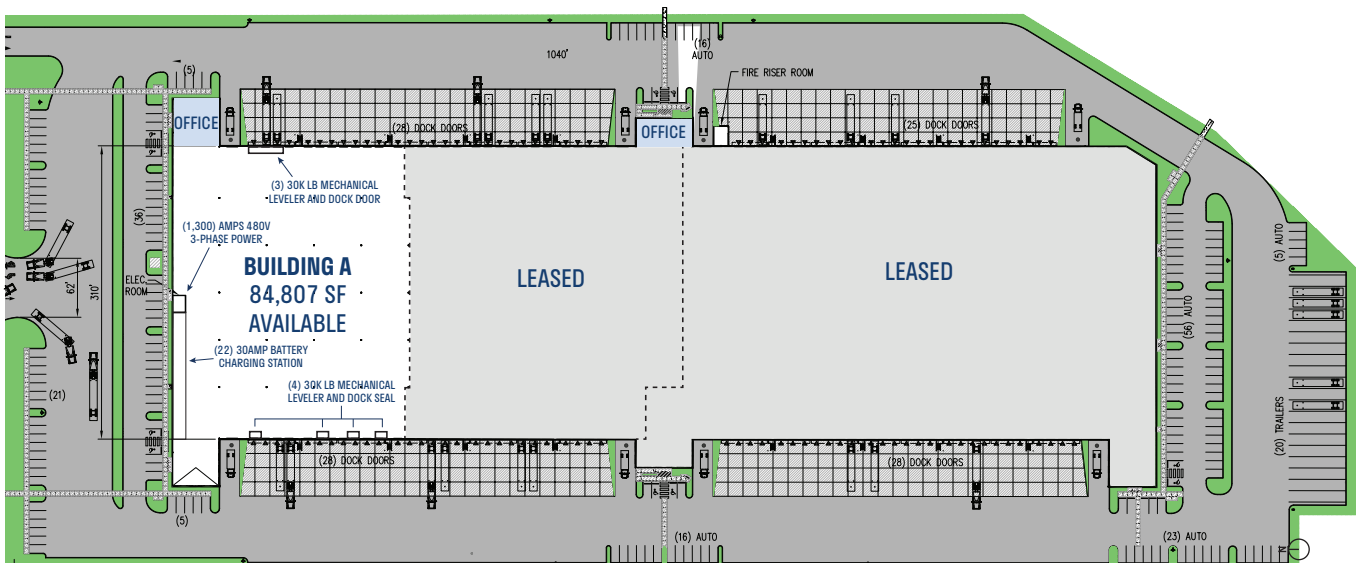 (16)
AUTO
1040'
(5)
FIRE RISER ROOM
OFFICE
(28) DOCK DOORS
OFFICE
(25) DOCK DOORS
(3) 30K LB MECHANICAL
LEVELER AND DOCK DOOR
(36)
(1,300) AMPS 480V
3-PHASE POWER
BUILDING A
84,807 SF
AVAILABLE
LEASED
LEASED
(5) AUTO
ELEC.
ROOM
62'
310'
(56) AUTO
(22) 30AMP BATTERY
CHARGING STATION
(4) 30K LB MECHANICAL
LEVELER AND DOCK SEAL
(21)
(20) TRAILERS
(28) DOCK DOORS
(28) DOCK DOORS
(5)
(16) AUTO
(23) AUTO
N